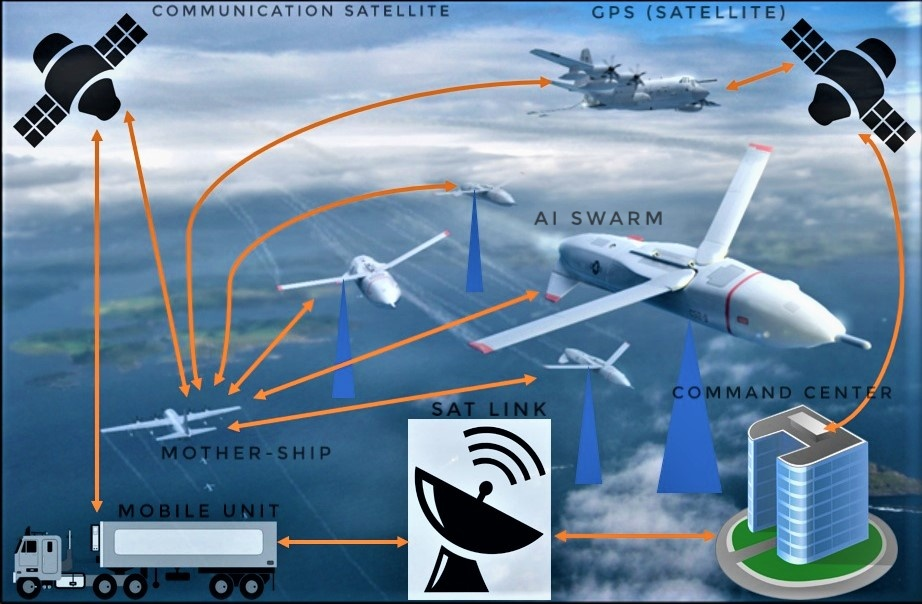 COMMUNICATION SATELLITE
GPS (SATELLITE)
AI SWARM
COMMAND CENTER
SAT LINK
MOTHER-SHIP
MOBILE UNIT